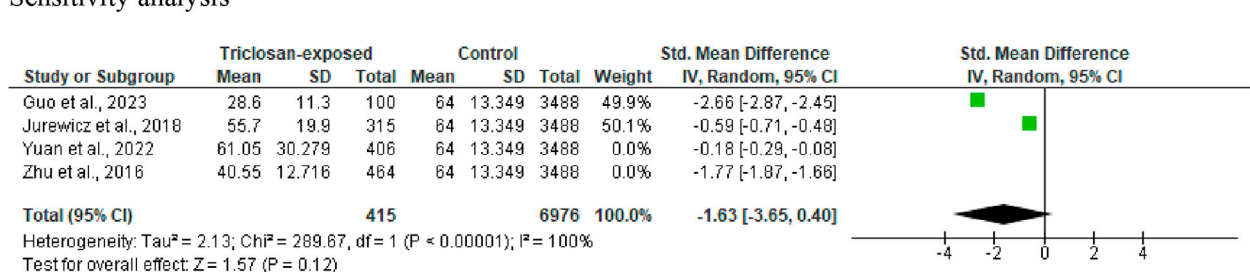 Sensitivity analysis
Triclosan-exposed Control Std. Mean Difference Std. Mean Difference
Study or Subgroup Mean SD Total Mean SD Total Weight IV, Random, 95% CI IV, Random, 95% CI
Guo et al., 2023 28.6 11.3 100 64 13.349 3488 49.9% -2.66 [-2.87, -2.45]
Jurewicz et al., 2018 55.7 19.9 315 64 13.349 3488 50.1% -0.59 [-0.71, -0.48]
Yuan et al., 2022 61.05 30.279 406 64 13.349 3488 0.0% -0.18 [-0.29, -0.08]
Zhu et al., 2016 40.55 12.716 464 64 13.349 3488 0.0% -1.77 [-1.87, -1.66]
Total (95% CI) 415 6976 100.0% -1.63 [-3.65, 0.40]
Heterogeneity: Tau² = 2.13; Chi² = 289.67, df = 1 (P < 0.00001); I² = 100%
Test for overall effect: Z = 1.57 (P = 0.12)
-4 -2 0 2 4